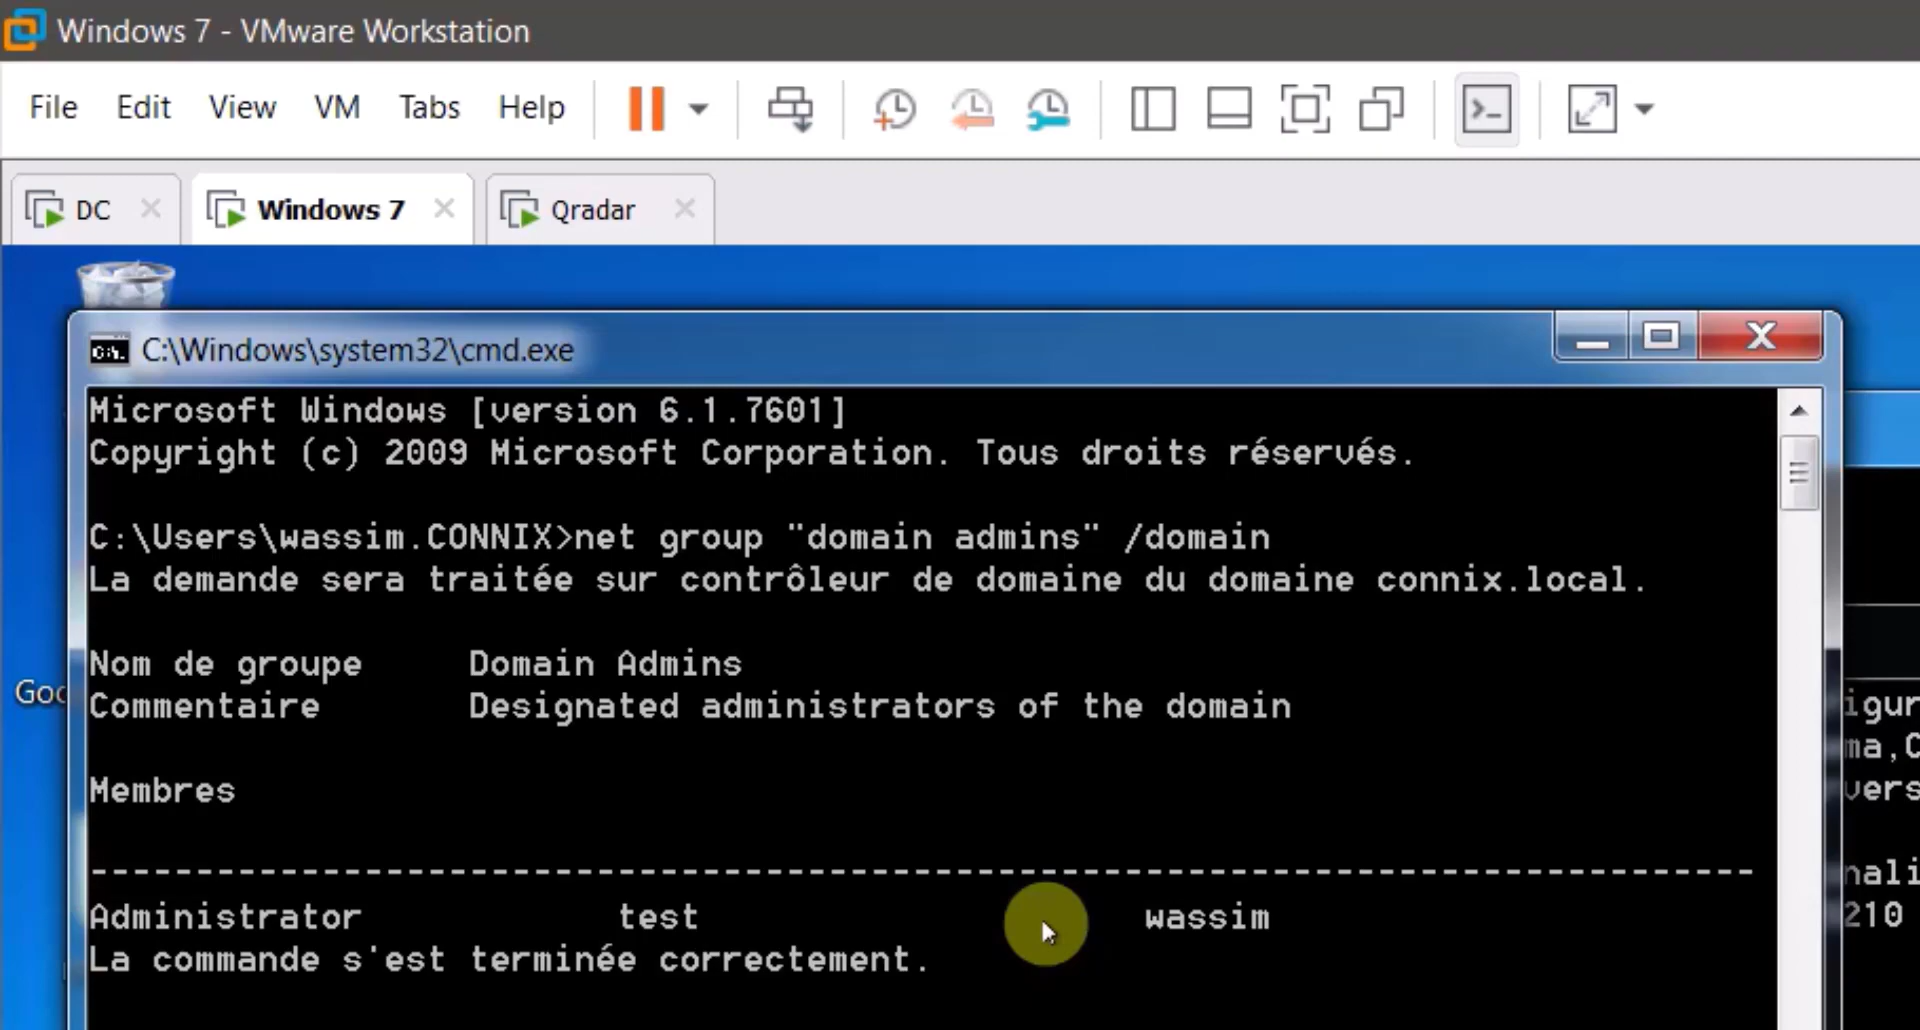 Windows 7 - VMware Workstation
File Edit View VM Tabs Help
DC Windows 7 Qradar
C:\Windows\system32\cmd.exe
Microsoft Windows [version 6.1.7601]
Copyright (c) 2009 Microsoft Corporation. Tous droits réservés.
C:\Users\wassim.CONNIX>net group "domain admins" /domain
La demande sera traitée sur contrôleur de domaine du domaine connix.local.
Nom de groupe Domain Admins
Commentaire Designated administrators of the domain
Membres
-------------------------------------------------------------------------------
Administrator test wassim
La commande s'est terminée correctement.
210